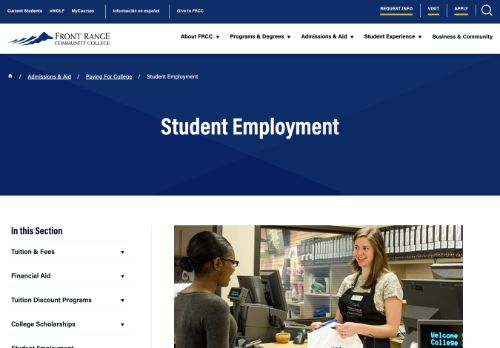 Current Students eWOLF MyCourses Información en español Give to FRCC REQUEST INFO VISIT APPLY
FRONT RANGE
COMMUNITY COLLEGE
About FRCC Programs & Degrees Admissions & Aid Student Experience Business & Community
/ Admissions & Aid / Paying For College / Student Employment
Student Employment
In this Section
Tuition & Fees
Financial Aid
Tuition Discount Programs
College Scholarships
Student Employment
Welcome
College